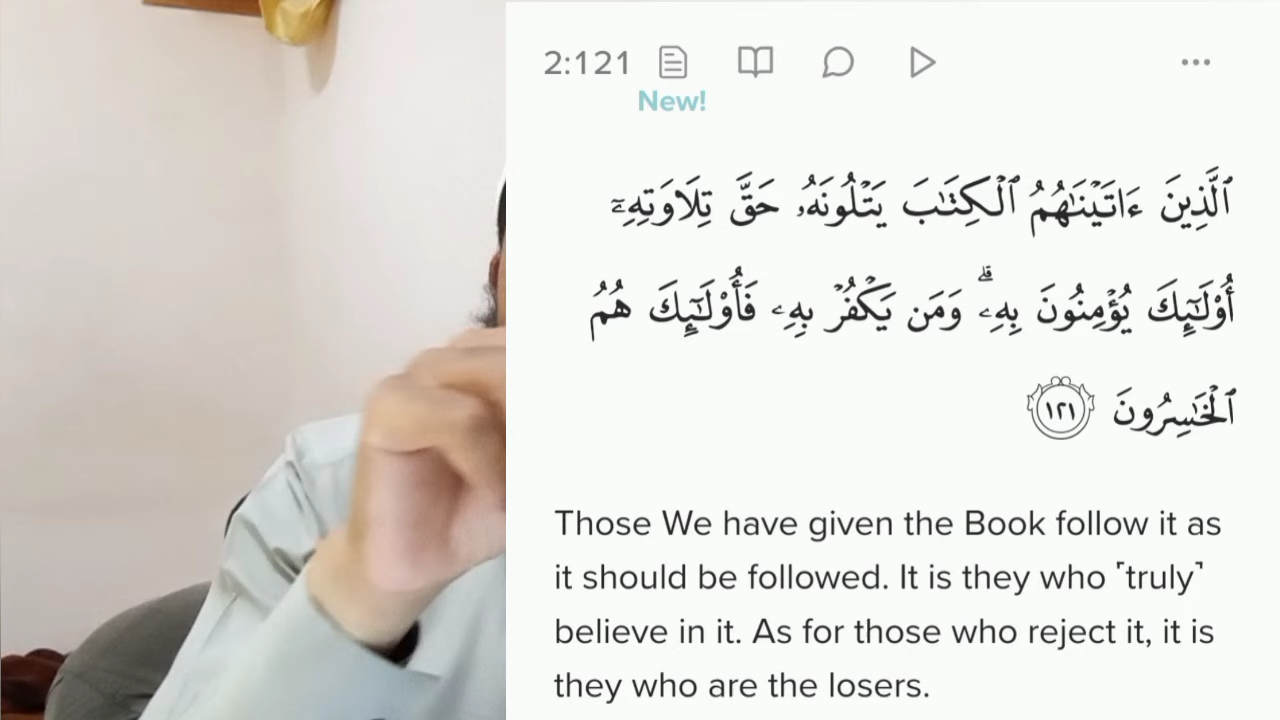 2:121
New!
ٱلَّذِينَ ءَاتَيْنَـٰهُمُ ٱلْكِتَـٰبَ يَتْلُونَهُۥ حَقَّ تِلَاوَتِهِۦٓ
أُو۟لَـٰٓئِكَ يُؤْمِنُونَ بِهِۦ ۗ وَمَن يَكْفُرْ بِهِۦ فَأُو۟لَـٰٓئِكَ هُمُ
ٱلْخَـٰسِرُونَ ١٢١
Those We have given the Book follow it as
it should be followed. It is they who ˹truly˺
believe in it. As for those who reject it, it is
they who are the losers.